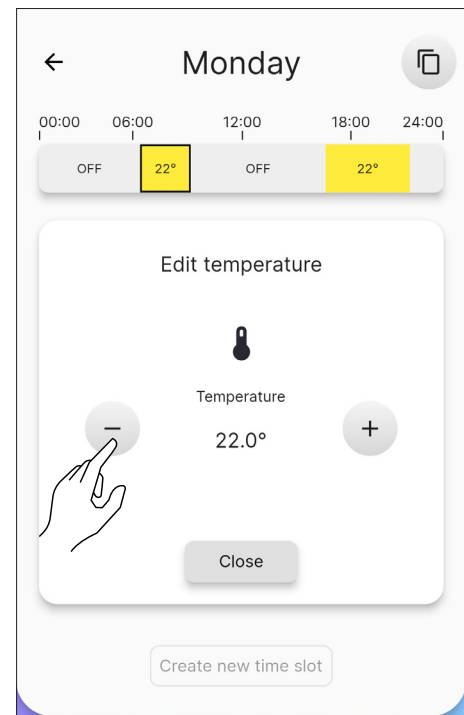 Monday
00:00 06:00 12:00 18:00 24:00
OFF 22° OFF 22°
Edit temperature
Temperature
22.0°
Close
Create new time slot